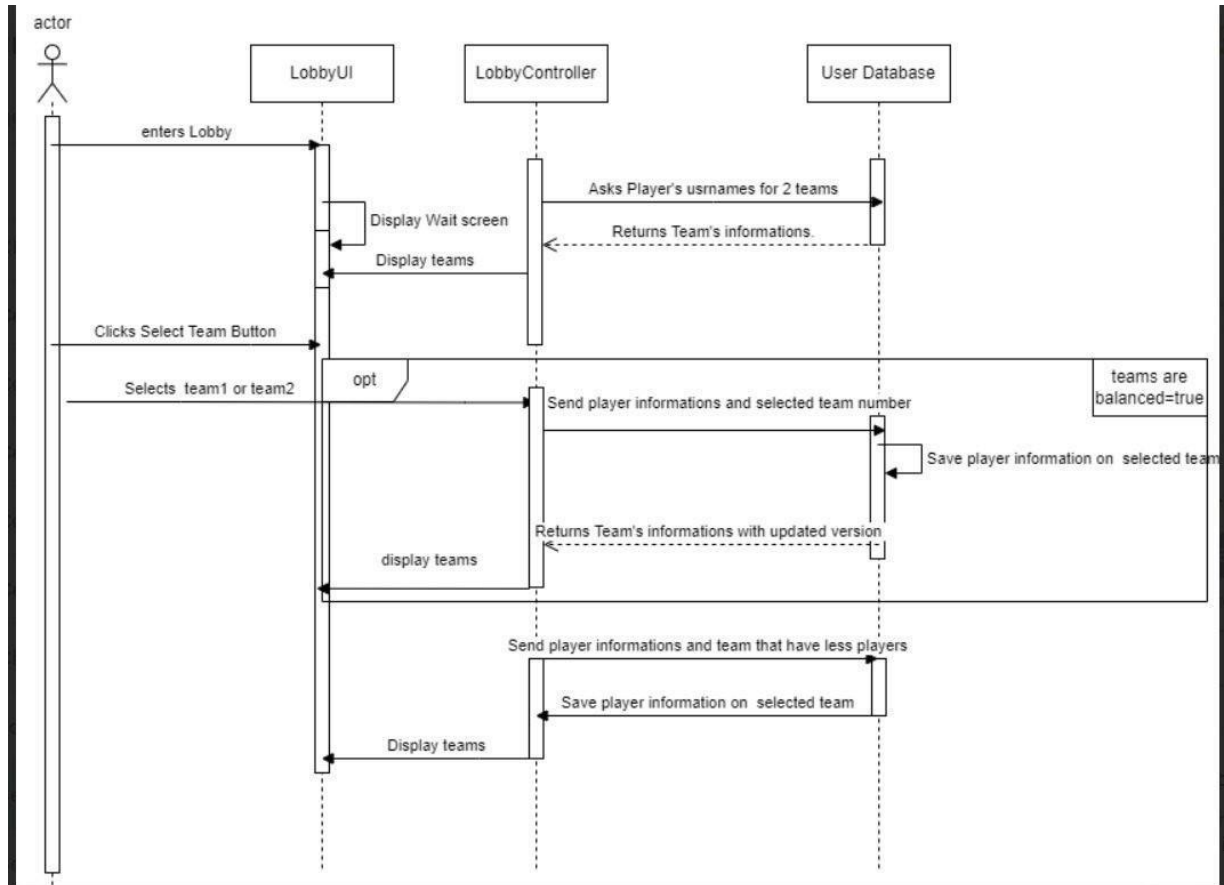 actor
LobbyUI
LobbyController
User Database
enters Lobby
Asks Player's usrnames for 2 teams
Display Wait screen
Returns Team's informations.
Display teams
Clicks Select Team Button
opt
teams are
balanced=true
Selects team1 or team2
Send player informations and selected team number
Save player information on selected team
Returns Team's informations with updated version
display teams
Send player informations and team that have less players
Save player information on selected team
Display teams